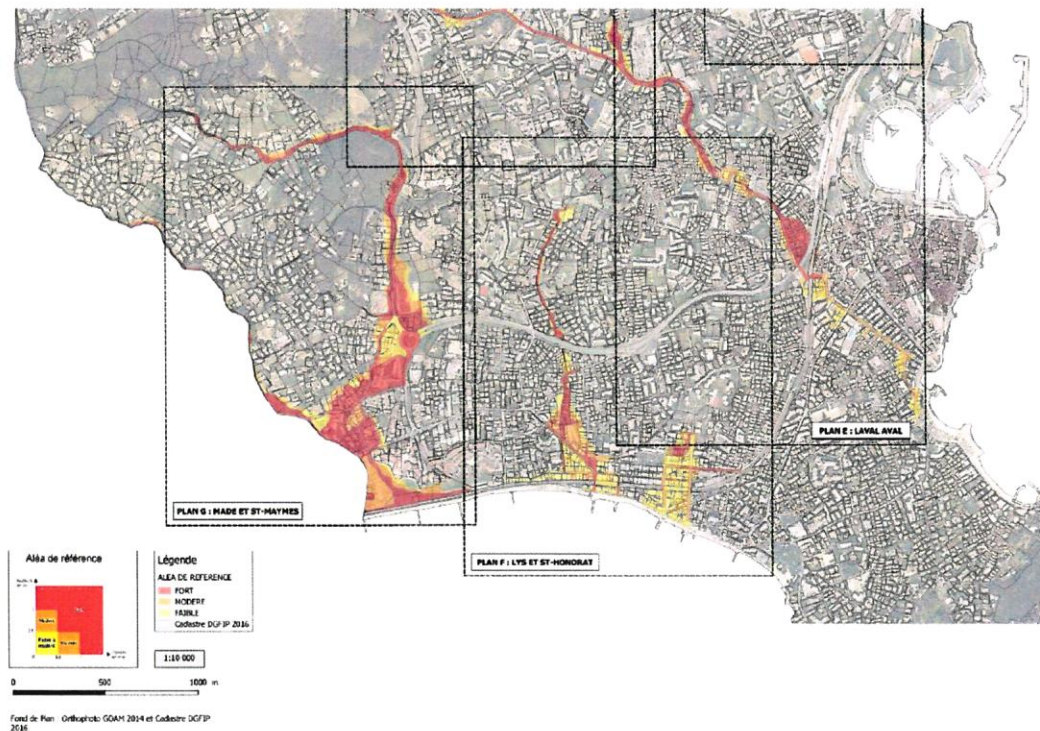 PLAN E : LAVAL AVAL
PLAN G : MADE ET ST-MAYMES
PLAN F : LYS ET ST-HONORAT
Aléa de référence
Légende
ALEA DE REFERENCE
FORT
MODERE
FAIBLE
Cadastre DGFIP 2016
1:10 000
0 500 1000 m
Fond de Plan Orthophoto GOAM 2014 et Cadastre DGFIP
2016